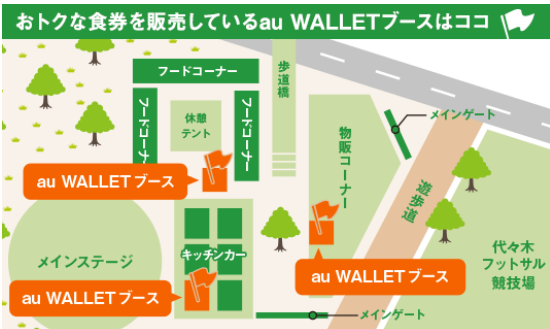 おトクな食券を販売しているau WALLETブースはココ
フードコーナー
歩道橋
フードコーナー
休憩
テント
フードコーナー
物販コーナー
メインゲート
au WALLETブース
遊歩道
メインステージ
キッチンカー
au WALLETブース
代々木
フットサル
競技場
au WALLETブース
メインゲート